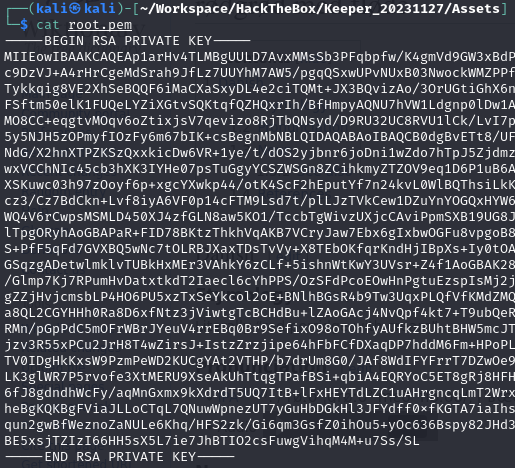 ┌──(kali㉿kali)-[~/Workspace/HackTheBox/Keeper_20231127/Assets]
└─$ cat root.pem
-----BEGIN RSA PRIVATE KEY-----
MIIEowIBAAKCAQEAp1arHv4TLMBgUULD7AvxMMsSb3PFqbpfw/K4gmVd9GW3xBdP
c9DzVJ+A4rHrCgeMdSrah9JfLz7UUYhM7AW5/pgqQSxwUPvNUxB03NwockWMZPPf
Tykkqig8VE2XhSeBQQF6iMaCXaSxyDL4e2ciTQMt+JX3BQvizAo/3OrUGtiGhX6n
FSftm50elK1FUQeLYZiXGtvSQKtqfQZHQxrIh/BfHmpyAQNU7hVW1Ldgnp0lDw1A
MO8CC+eqgtvMOqv6oZtixjsV7qevizo8RjTbQNsyd/D9RU32UC8RVU1lCk/LvI7p
5y5NJH5zOPmyfIOzFy6m67bIK+csBegnMbNBLQIDAQABAoIBAQCB0dgBvETt8/UF
NdG/X2hnXTPZKSzQxxkicDw6VR+1ye/t/dOS2yjbnr6joDni1wZdo7hTpJ5Zjdmz
wxVCChNIc45cb3hXK3IYHe07psTuGgyYCSZWSGn8ZCihkmyZTZOV9eq1D6P1uB6A
XSKuwc03h97zOoyf6p+xgcYXwkp44/otK4ScF2hEputYf7n24kvL0WlBQThsiLkK
cz3/Cz7BdCkn+Lvf8iyA6VF0p14cFTM9Lsd7t/plLJzTVkCew1DZuYnYOGQxHYW6
WQ4V6rCwpsMSMLD450XJ4zfGLN8aw5KO1/TccbTgWivzUXjcCAviPpmSXB19UG8J
lTpgORyhAoGBAPaR+FID78BKtzThkhVqAKB7VCryJaw7Ebx6gIxbwOGFu8vpgoB8
S+PfF5qFd7GVXBQ5wNc7tOLRBJXaxTDsTvVy+X8TEbOKfqrKndHjIBpXs+Iy0tOA
GSqzgADetwlmklvTUBkHxMEr3VAhkY6zCLf+5ishnWtKwY3UVsr+Z4f1AoGBAK28
/Glmp7Kj7RPumHvDatxtkdT2Iaecl6cYhPPS/OzSFdPcoEOwHnPgtuEzspIsMj2j
gZZjHvjcmsbLP4HO6PU5xzTxSeYkcol2oE+BNlhBGsR4b9Tw3UqxPLQfVfKMdZMQ
a8QL2CGYHHh0Ra8D6xfNtz3jViwtgTcBCHdBu+lZAoGAcj4NvQpf4kt7+T9ubQeR
RMn/pGpPdC5mOFrWBrJYeuV4rrEBq0Br9SefixO98oTOhfyAUfkzBUhtBHW5mcJT
jzv3R55xPCu2JrH8T4wZirsJ+IstzZrzjipe64hFbFCfDXaqDP7hddM6Fm+HPoPL
TV0IDgHkKxsW9PzmPeWD2KUCgYAt2VTHP/b7drUm8G0/JAf8WdIFYFrrT7DZwOe9
LK3glWR7P5rvofe3XtMERU9XseAkUhTtqgTPafBSi+qbiA4EQRYoC5ET8gRj8HFH
6fJ8gdndhWcFy/aqMnGxmx9kXdrdT5UQ7ItB+lFxHEYTdLZC1uAHrgncqLmT2Wrx
heBgKQKBgFViaJLLoCTqL7QNuwWpnezUT7yGuHbDGkHl3JFYdff0xfKGTA7iaIhs
qun2gwBfWeznoZaNULe6Khq/HFS2zk/Gi6qm3GsfZ0ihOu5+yOc636Bspy82JHd3
BE5xsjTZIzI66HH5sX5L7ie7JhBTIO2csFuwgVihqM4M+u7Ss/SL
-----END RSA PRIVATE KEY-----